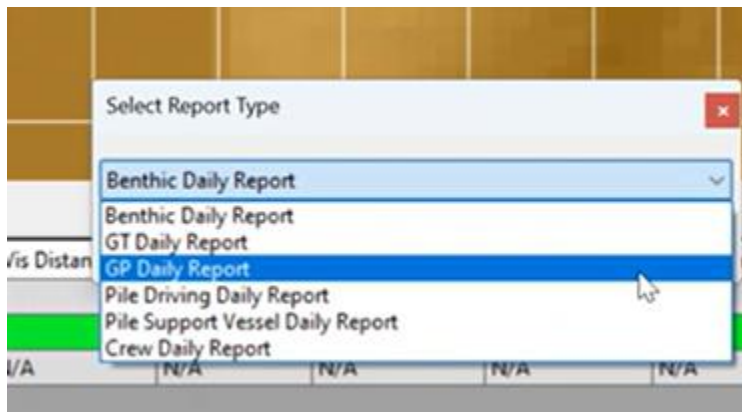 Select Report Type
Benthic Daily Report
Benthic Daily Report
GT Daily Report
Vis Distan
GP Daily Report
Pile Driving Daily Report
Pile Support Vessel Daily Report
Crew Daily Report
/A N/A N/A N/A N/A